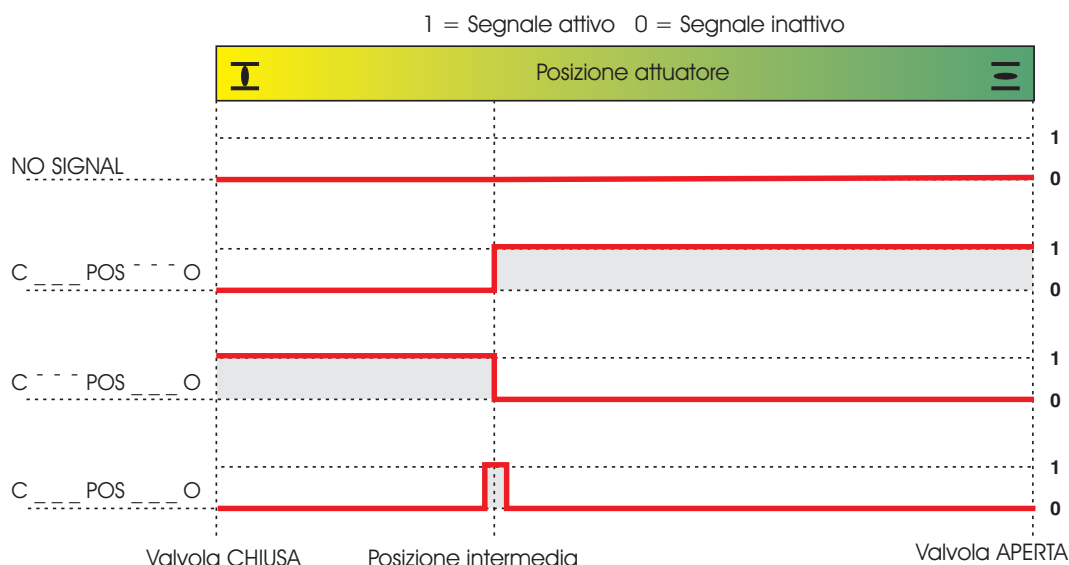 1 = Segnale attivo 0 = Segnale inattivo
Posizione attuatore
1
NO SIGNAL
0
1
C _ _ _ POS ¯ ¯ ¯ O
0
1
C ¯ ¯ ¯ POS _ _ _ O
0
1
C _ _ _ POS _ _ _ O
0
Valvola CHIUSA Posizione intermedia Valvola APERTA